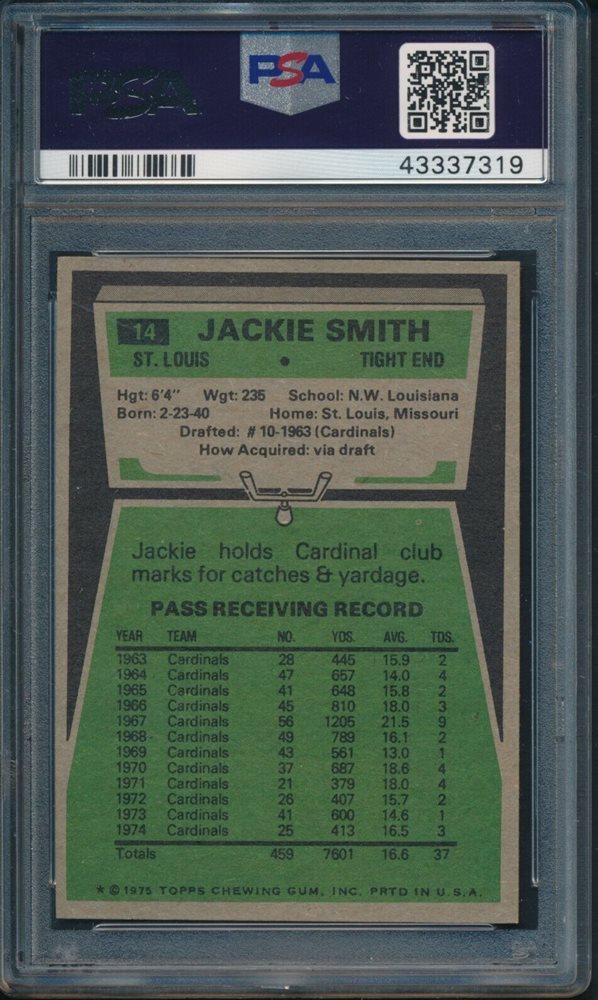 PSA
PSA
43337319
14 JACKIE SMITH
ST. LOUIS • TIGHT END
Hgt: 6'4" Wgt: 235 School: N.W. Louisiana
Born: 2-23-40 Home: St. Louis, Missouri
Drafted: #10-1963 (Cardinals)
How Acquired: via draft
Jackie holds Cardinal club
marks for catches & yardage.
PASS RECEIVING RECORD
YEAR TEAM NO. YDS. AVG. TDS.
1963 Cardinals 28 445 15.9 2
1964 Cardinals 47 657 14.0 4
1965 Cardinals 41 648 15.8 2
1966 Cardinals 45 810 18.0 3
1967 Cardinals 56 1205 21.5 9
1968 Cardinals 49 789 16.1 2
1969 Cardinals 43 561 13.0 1
1970 Cardinals 37 687 18.6 4
1971 Cardinals 21 379 18.0 4
1972 Cardinals 26 407 15.7 2
1973 Cardinals 41 600 14.6 1
1974 Cardinals 25 413 16.5 3
Totals 459 7601 16.6 37
* © 1975 TOPPS CHEWING GUM, INC. PRTD IN U.S.A.